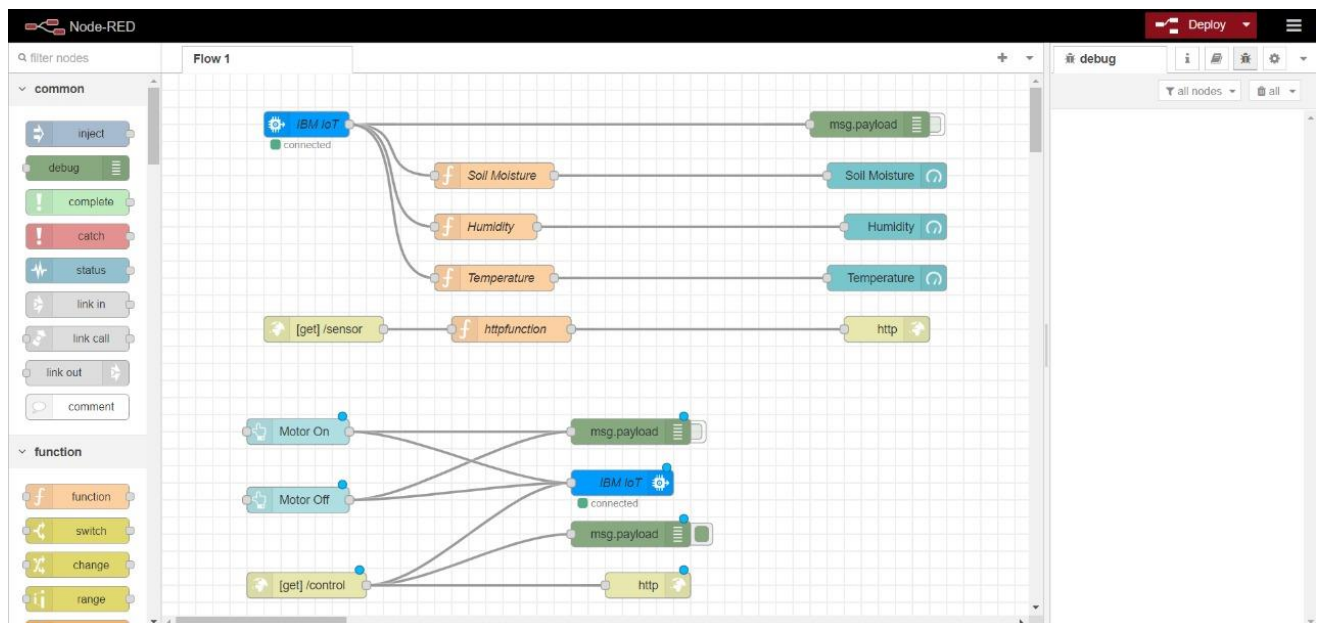 Node-RED
Deploy
filter nodes
Flow 1
debug
i
all nodes
all
common
inject
debug
complete
catch
status
link in
link call
link out
comment
function
function
switch
change
range
IBM IoT
connected
msg.payload
Soil Moisture
Soil Moisture
Humidity
Humidity
Temperature
Temperature
[get] /sensor
httpfunction
http
Motor On
msg.payload
IBM IoT
connected
Motor Off
msg.payload
[get] /control
http